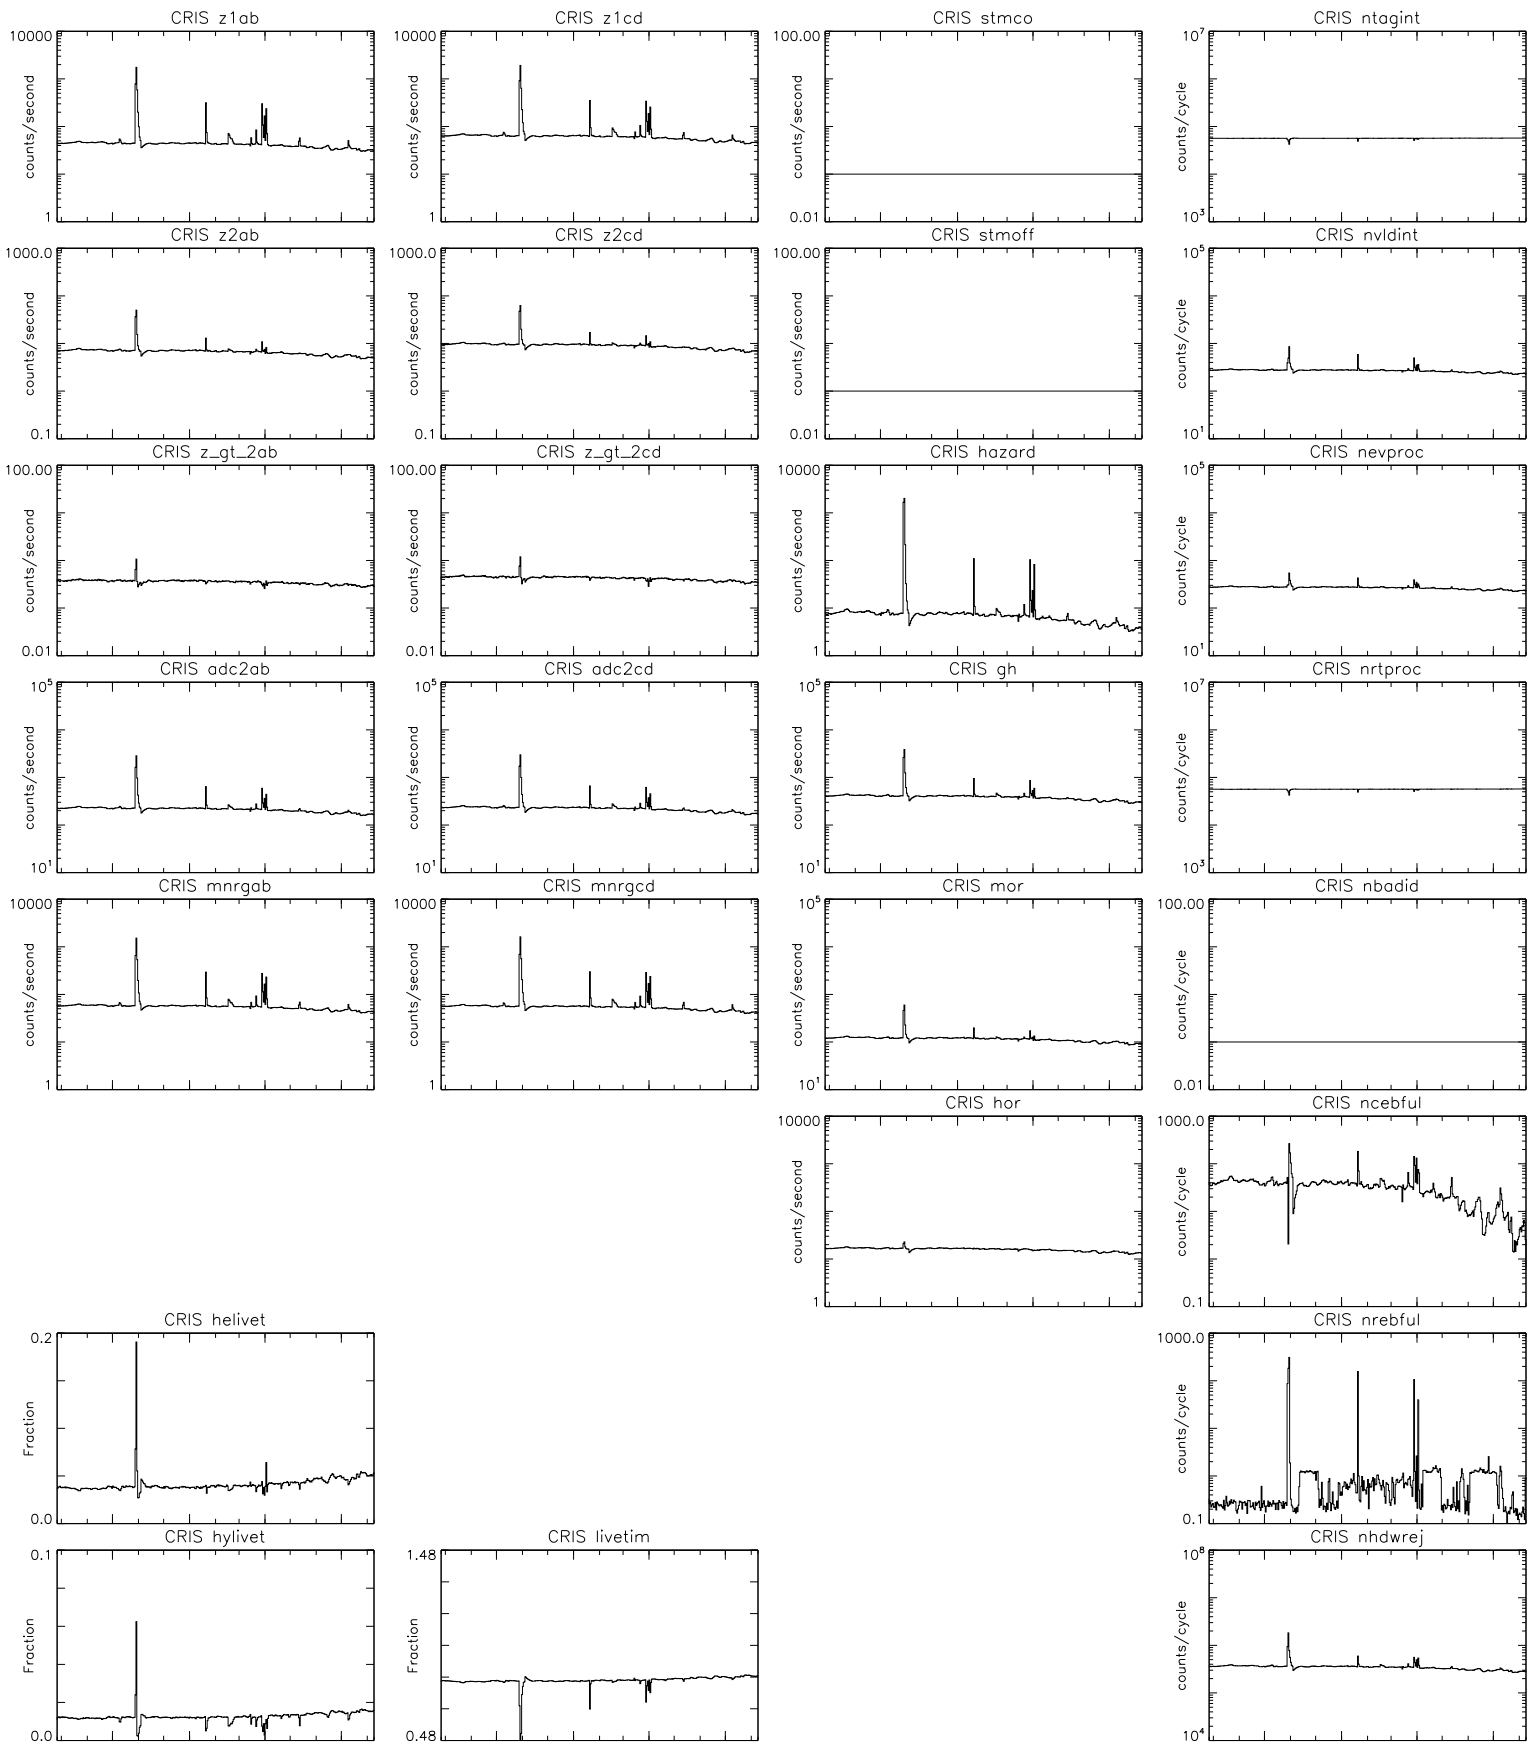 CRIS z1ab
CRIS z1cd
CRIS stmco
CRIS ntagint
10000
counts/second
1
10000
counts/second
1
100.00
counts/second
0.01
10^7
counts/cycle
10^3
CRIS z2ab
CRIS z2cd
CRIS stmoff
CRIS nvldint
1000.0
counts/second
0.1
1000.0
counts/second
0.1
100.00
counts/second
0.01
10^5
counts/cycle
10^1
CRIS z_gt_2ab
CRIS z_gt_2cd
CRIS hazard
CRIS nevproc
100.00
counts/second
0.01
100.00
counts/second
0.01
10000
counts/second
1
10^5
counts/cycle
10^1
CRIS adc2ab
CRIS adc2cd
CRIS gh
CRIS nrtproc
10^5
counts/second
10^1
10^5
counts/second
10^1
10^5
counts/second
10^1
10^7
counts/cycle
10^3
CRIS mnrgab
CRIS mnrgcd
CRIS mor
CRIS nbadid
10000
counts/second
1
10000
counts/second
1
10^5
counts/second
10^1
100.00
counts/cycle
0.01
CRIS hor
CRIS ncebful
10000
counts/second
1
1000.0
counts/cycle
0.1
CRIS helivet
CRIS nrebful
0.2
Fraction
0.0
1000.0
counts/cycle
0.1
CRIS hylivet
CRIS livetim
CRIS nhdwrej
0.1
Fraction
0.0
1.48
Fraction
0.48
10^8
counts/cycle
10^4